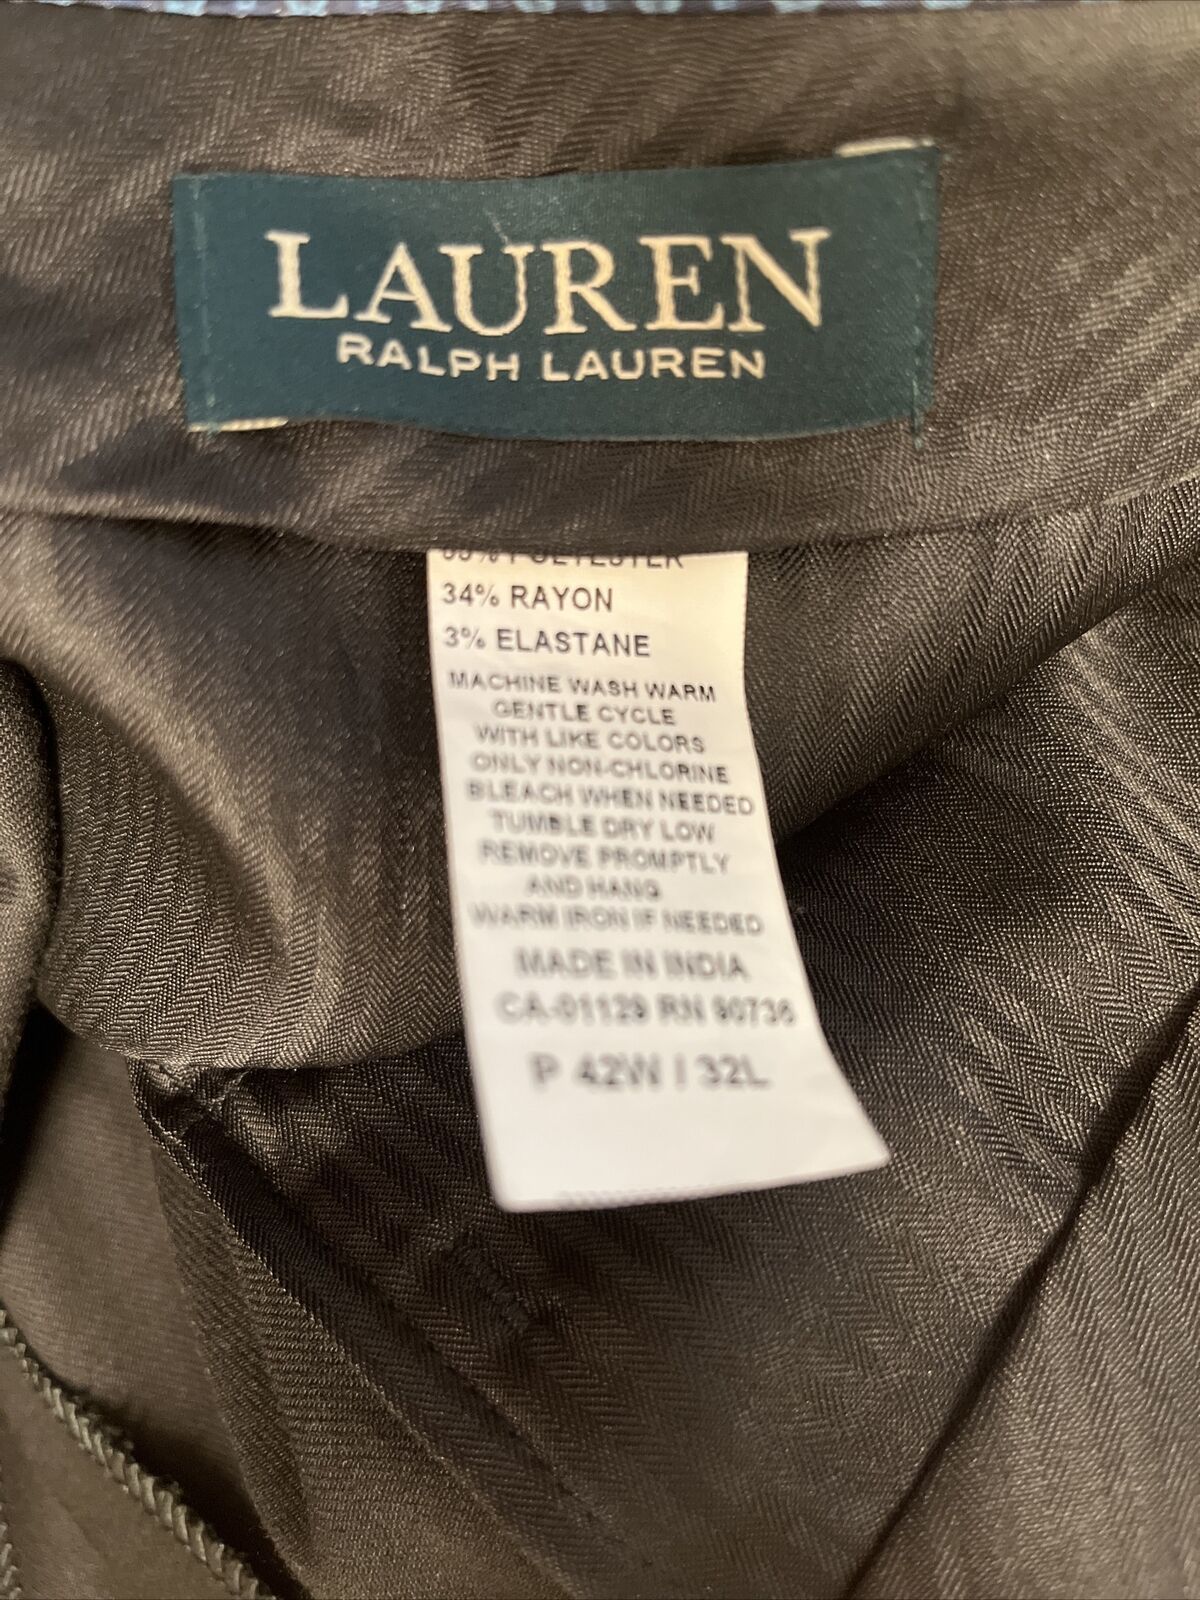 LAUREN
RALPH LAUREN
POLYESTER
34% RAYON
3% ELASTANE
MACHINE WASH WARM
GENTLE CYCLE
WITH LIKE COLORS
ONLY NON-CHLORINE
BLEACH WHEN NEEDED
TUMBLE DRY LOW
REMOVE PROMPTLY
AND HANG
WARM IRON IF NEEDED
MADE IN INDIA
CA-01129 RN 90736
P 42W / 32L